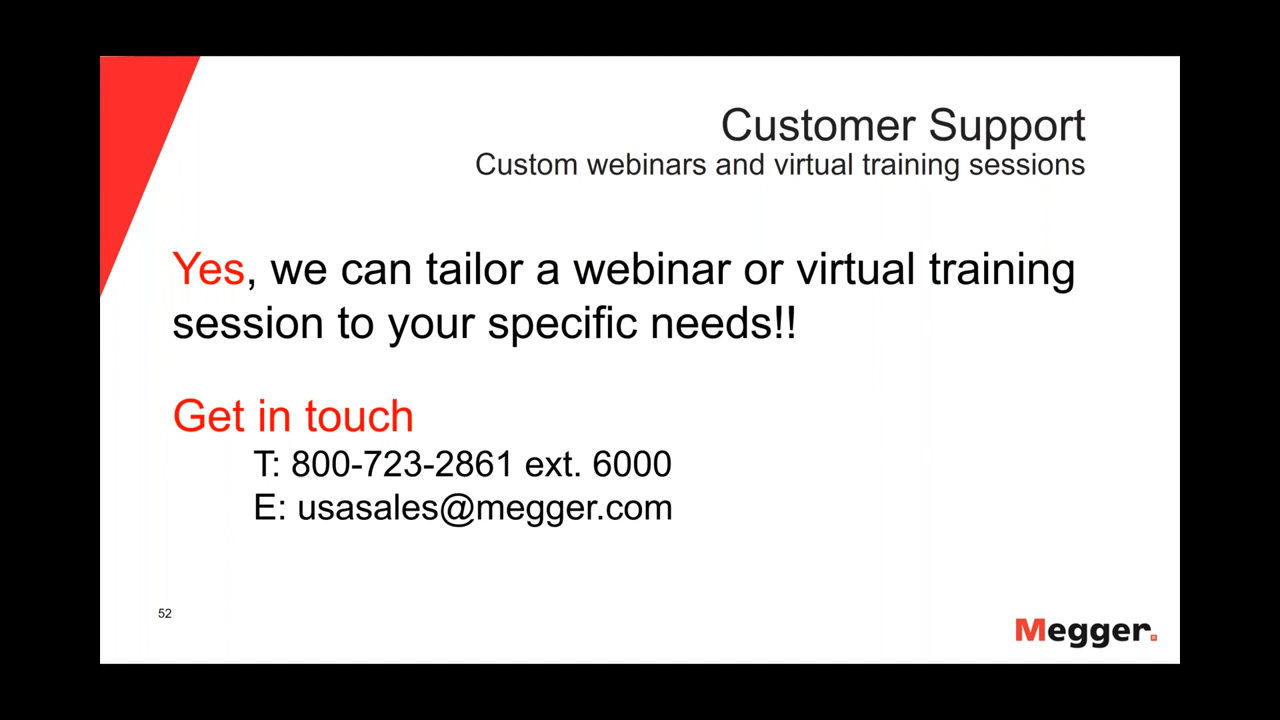 Customer Support
Custom webinars and virtual training sessions
Yes, we can tailor a webinar or virtual training
session to your specific needs!!
Get in touch
T: 800-723-2861 ext. 6000
E: usasales@megger.com
52
Megger.